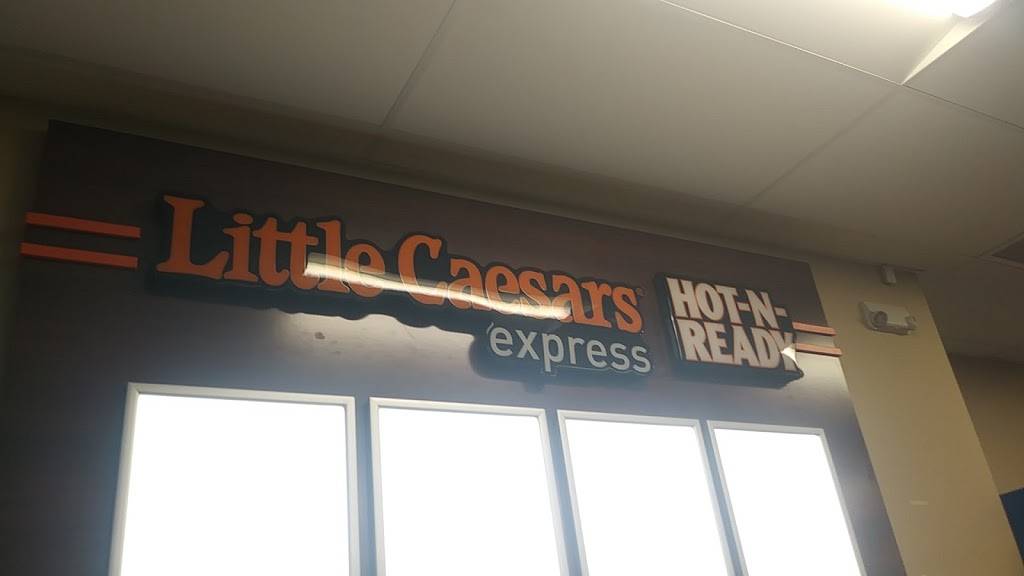 Little Caesars
express
HOT-N-
READY